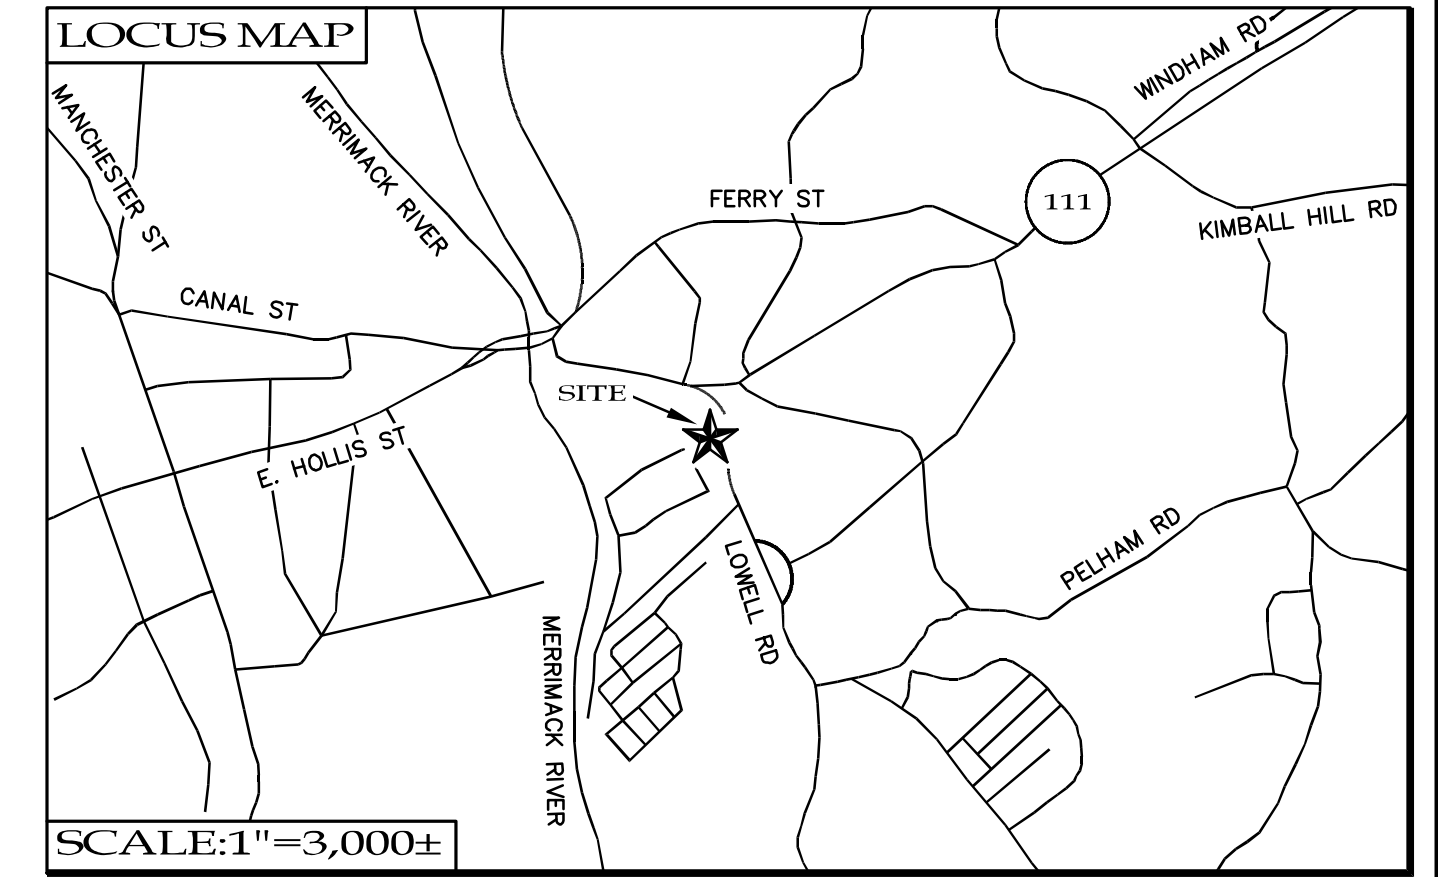 LOCUS MAP
WINDHAM RD
MANCHESTER ST
MERRIMACK RIVER
FERRY ST
111
KIMBALL HILL RD
CANAL ST
SITE
E. HOLLIS ST
PELHAM RD
LOWELL RD
MERRIMACK RIVER
SCALE:1"=3,000±